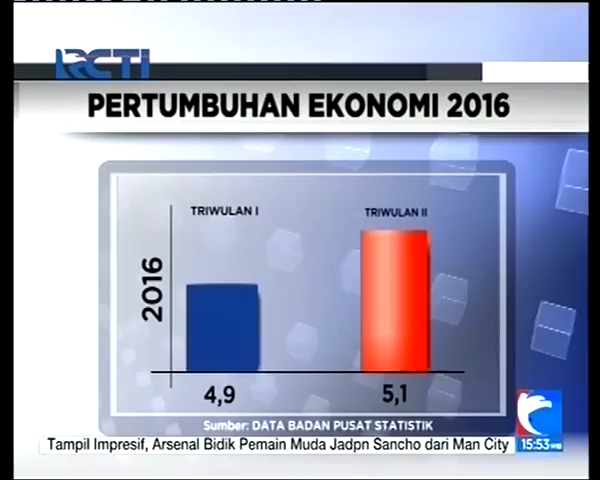 RCTI
PERTUMBUHAN EKONOMI 2016
TRIWULAN I
TRIWULAN II
2016
4,9
5,1
Sumber: DATA BADAN PUSAT STATISTIK
Tampil Impresif, Arsenal Bidik Pemain Muda Jadpn Sancho dari Man City
15:53 WIB